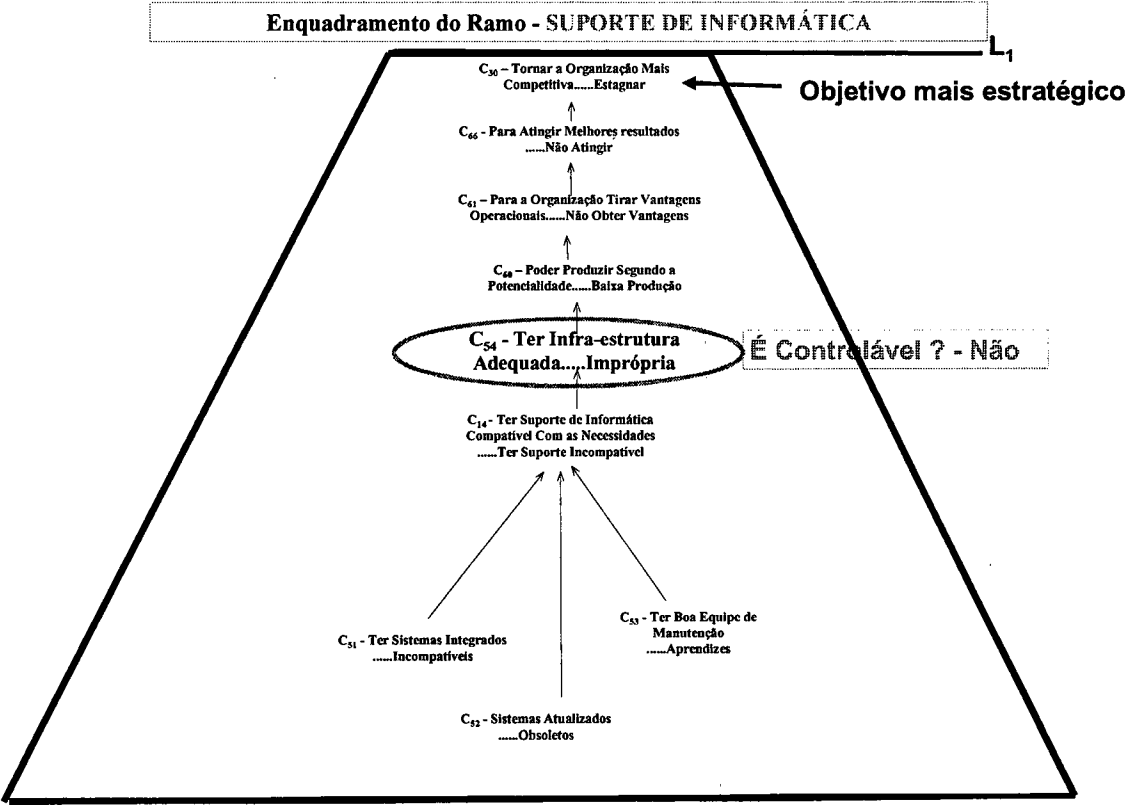 Enquadramento do Ramo - SUPORTE DE INFORMÁTICA
L1
C30 – Tornar a Organização Mais
Competitiva......Estagnar
Objetivo mais estratégico
C66 - Para Atingir Melhores resultados
......Não Atingir
C61 – Para a Organização Tirar Vantagens
Operacionais......Não Obter Vantagens
C60 – Poder Produzir Segundo a
Potencialidade......Baixa Produção
C54 - Ter Infra-estrutura
Adequada.....Imprópria
É Controlável ? - Não
C14 - Ter Suporte de Informática
Compatível Com as Necessidades
......Ter Suporte Incompatível
C53 - Ter Boa Equipe de
Manutenção
......Aprendizes
C51 - Ter Sistemas Integrados
......Incompatíveis
C52 - Sistemas Atualizados
......Obsoletos